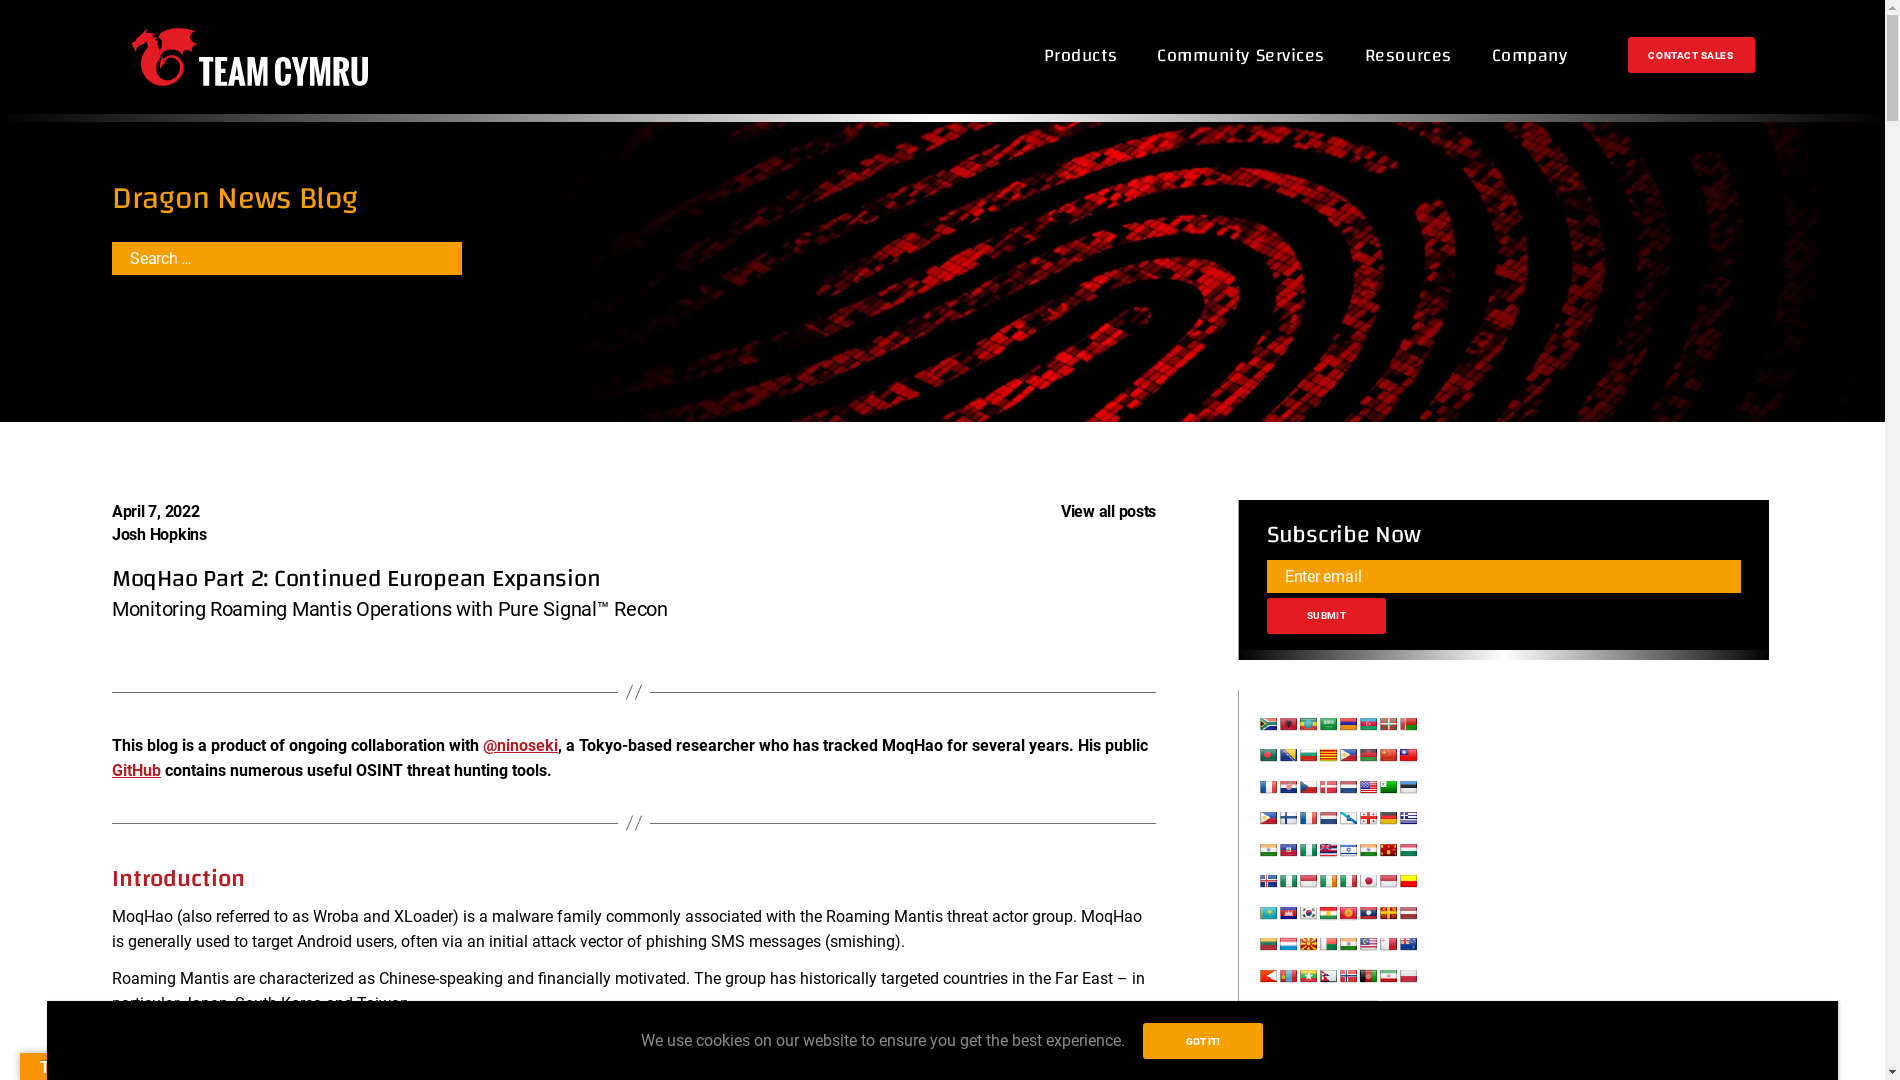 TEAM CYMRU
Products
Community Services
Resources
Company
CONTACT SALES
Dragon News Blog
Search ...
April 7, 2022
View all posts
Josh Hopkins
MoqHao Part 2: Continued European Expansion
Monitoring Roaming Mantis Operations with Pure Signal™ Recon
//
This blog is a product of ongoing collaboration with @ninoseki, a Tokyo-based researcher who has tracked MoqHao for several years. His public
GitHub contains numerous useful OSINT threat hunting tools.
//
Introduction
MoqHao (also referred to as Wroba and XLoader) is a malware family commonly associated with the Roaming Mantis threat actor group. MoqHao
is generally used to target Android users, often via an initial attack vector of phishing SMS messages (smishing).
Roaming Mantis are characterized as Chinese-speaking and financially motivated. The group has historically targeted countries in the Far East – in
particular Japan, South Korea and Taiwan.
Subscribe Now
Enter email
SUBMIT
We use cookies on our website to ensure you get the best experience.
GOT IT!